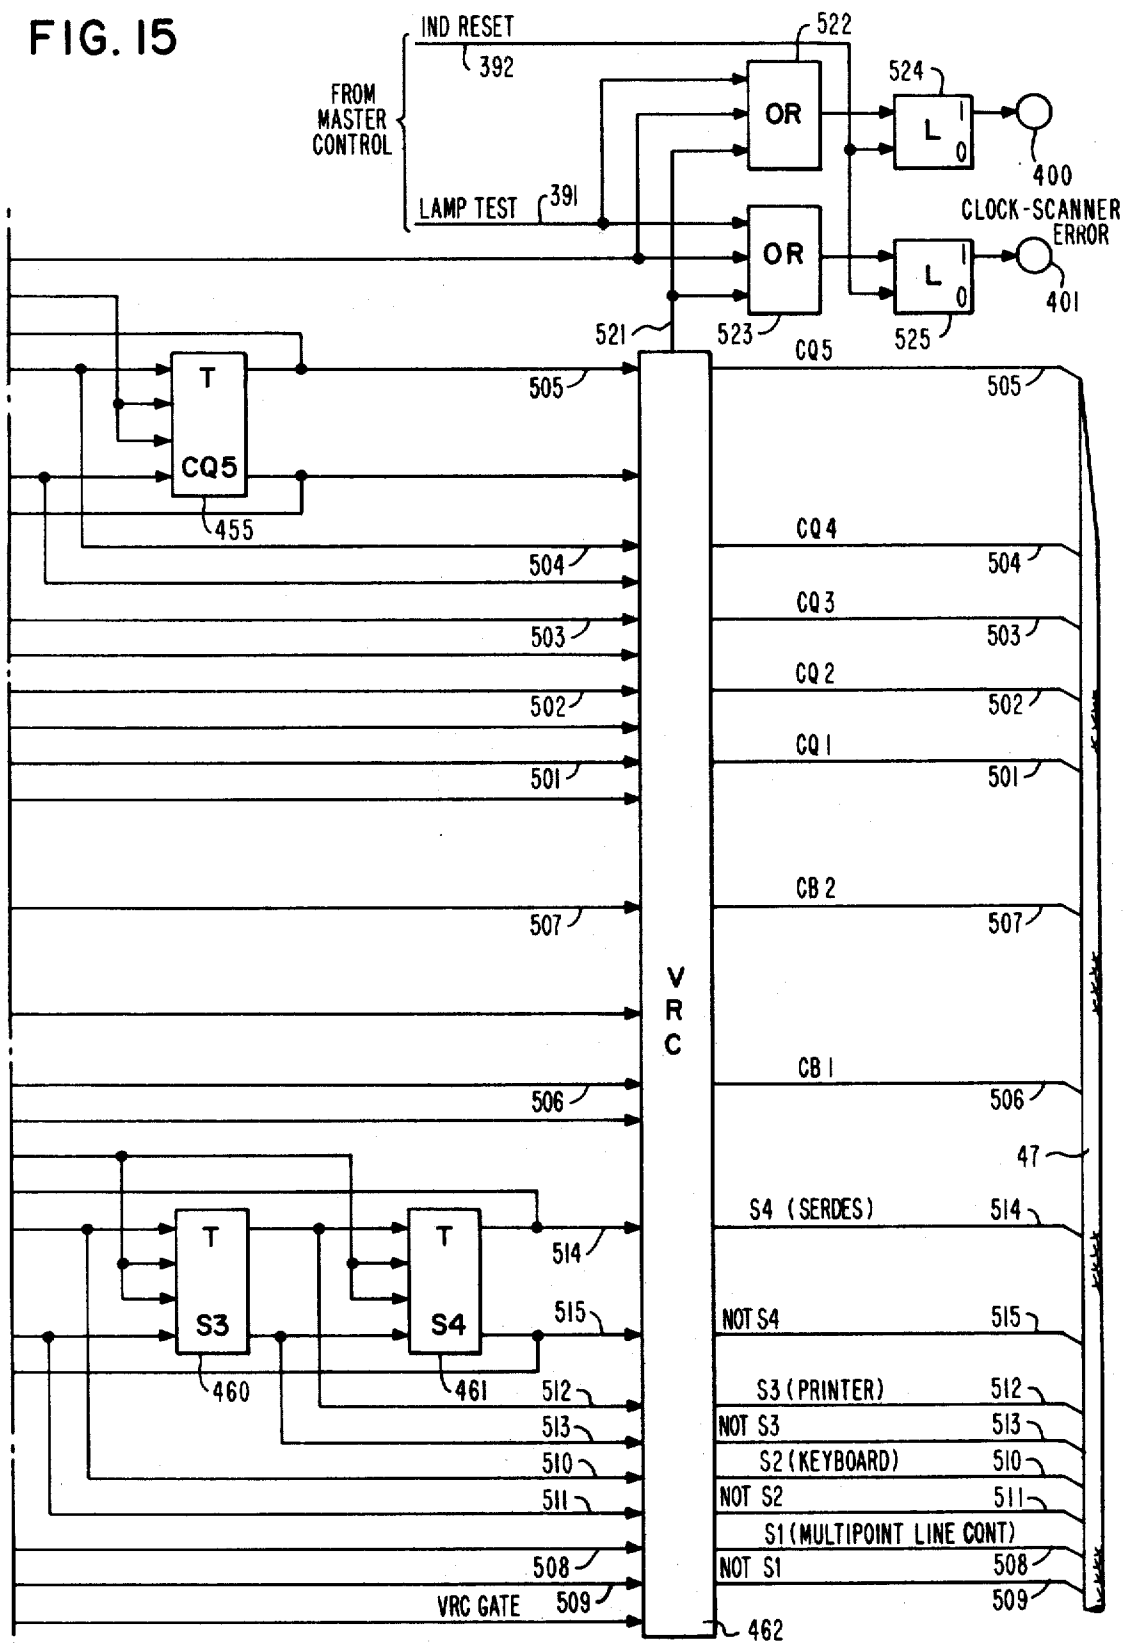 FIG. 15
IND RESET
392
522
FROM
MASTER
CONTROL
OR
524
L
1
0
400
LAMP TEST
391
CLOCK-SCANNER
ERROR
OR
L
1
0
401
521
523
525
T
CQ5
455
505
CQ5
505
504
CQ4
504
503
CQ3
503
502
CQ2
502
501
CQ1
501
507
CB2
507
V
R
C
506
CB1
506
47
T
S3
460
T
S4
461
514
S4 (SERDES)
514
515
NOT S4
515
512
S3 (PRINTER)
512
513
NOT S3
513
510
S2 (KEYBOARD)
510
511
NOT S2
511
508
S1 (MULTIPOINT LINE CONT)
508
509
NOT S1
509
VRC GATE
462